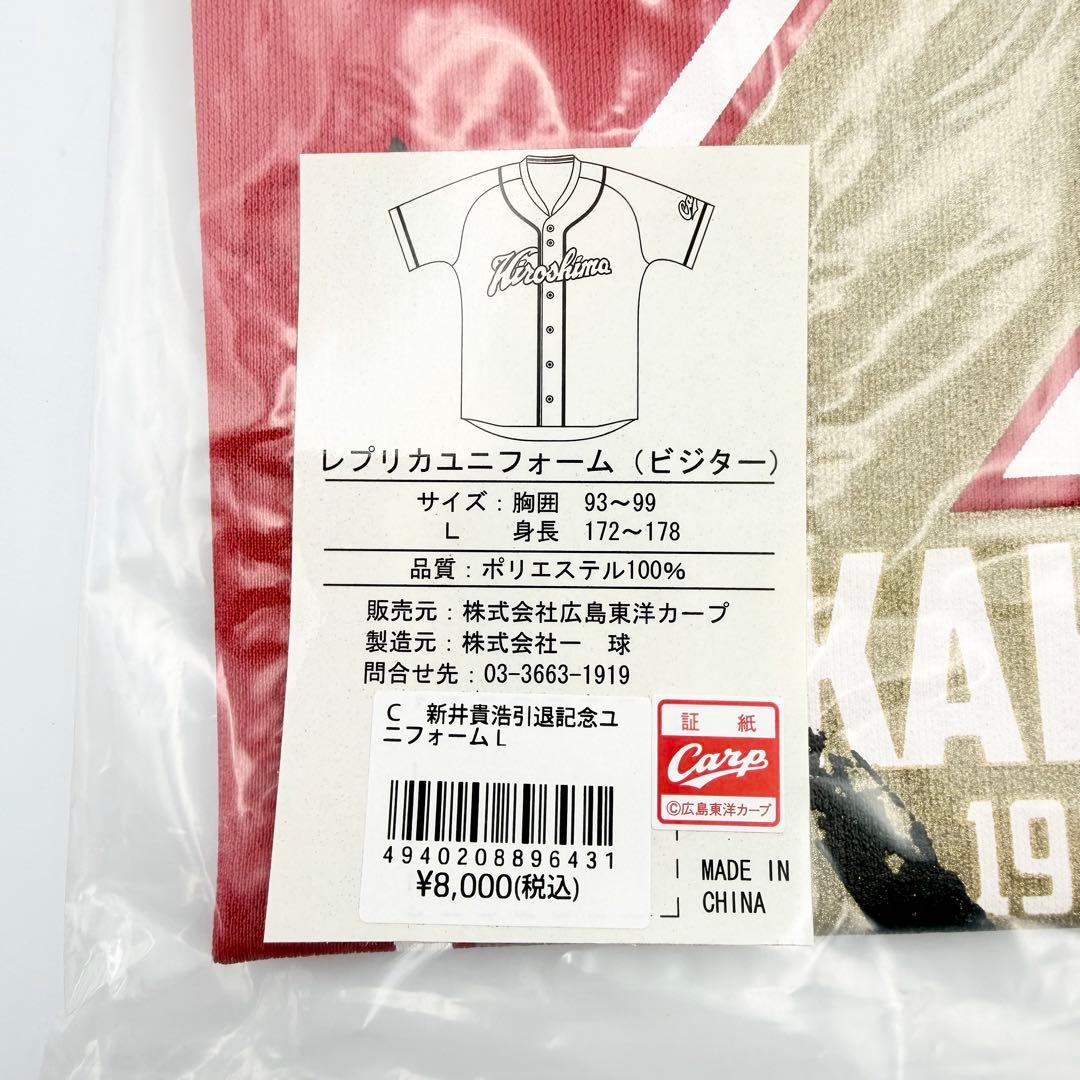 Hiroshima
レプリカユニフォーム（ビジター）
サイズ：胸囲　93～99
L　身長　172～178
品質：ポリエステル100%
販売元：株式会社広島東洋カープ
製造元：株式会社一　球
問合せ先：03-3663-1919
C　新井貴浩引退記念ユ
ニフォームL
4940208896431
¥8,000(税込)
証　紙
Carp
©広島東洋カープ
MADE IN
CHINA
19